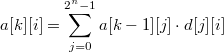 a[k][i] = \sum_{j=0}^{2^n-1} a[k-1][j] \cdot d[j][i]